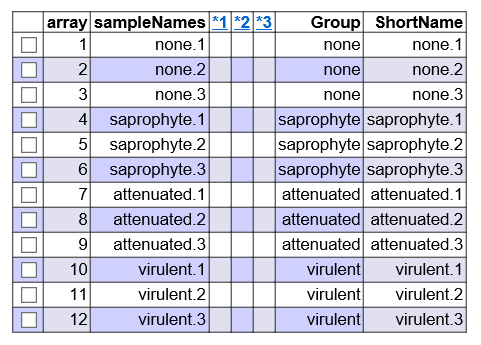 array sampleNames *1 *2 *3 Group ShortName
1 none.1 none none.1
2 none.2 none none.2
3 none.3 none none.3
4 saprophyte.1 saprophyte saprophyte.1
5 saprophyte.2 saprophyte saprophyte.2
6 saprophyte.3 saprophyte saprophyte.3
7 attenuated.1 attenuated attenuated.1
8 attenuated.2 attenuated attenuated.2
9 attenuated.3 attenuated attenuated.3
10 virulent.1 virulent virulent.1
11 virulent.2 virulent virulent.2
12 virulent.3 virulent virulent.3